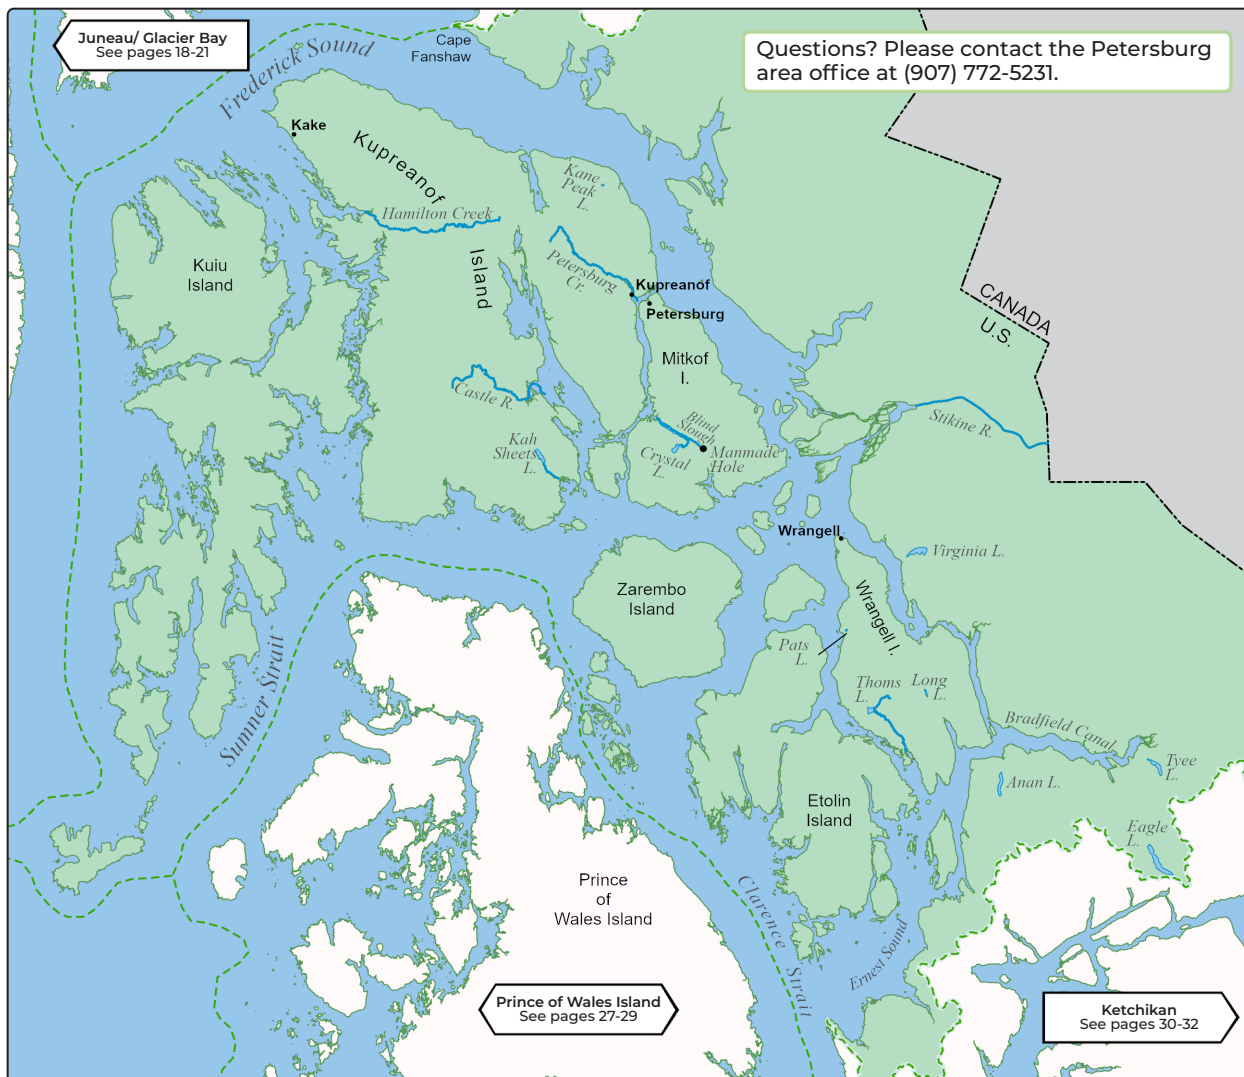 Juneau/ Glacier Bay
See pages 18-21
Frederick Sound
Cape
Fanshaw
Questions? Please contact the Petersburg
area office at (907) 772-5231.
Kake
Kupreanof
Island
Kane
Peak
L.
Hamilton Creek
Kuiu
Island
Petersburg
Cr.
Kupreanof
Petersburg
CANADA
U.S.
Mitkof
I.
Castle R.
Stikine R.
Blind
Slough
Kah
Sheets
L.
Crystal
L.
Manmade
Hole
Wrangell
Virginia L.
Zarembo
Island
Wrangell I.
Pats
L.
Sumner Strait
Thoms
L.
Long
L.
Bradfield Canal
Tyee
L.
Anan L.
Etolin
Island
Eagle
L.
Prince
of
Wales Island
Clarence Strait
Ernest Sound
Prince of Wales Island
See pages 27-29
Ketchikan
See pages 30-32